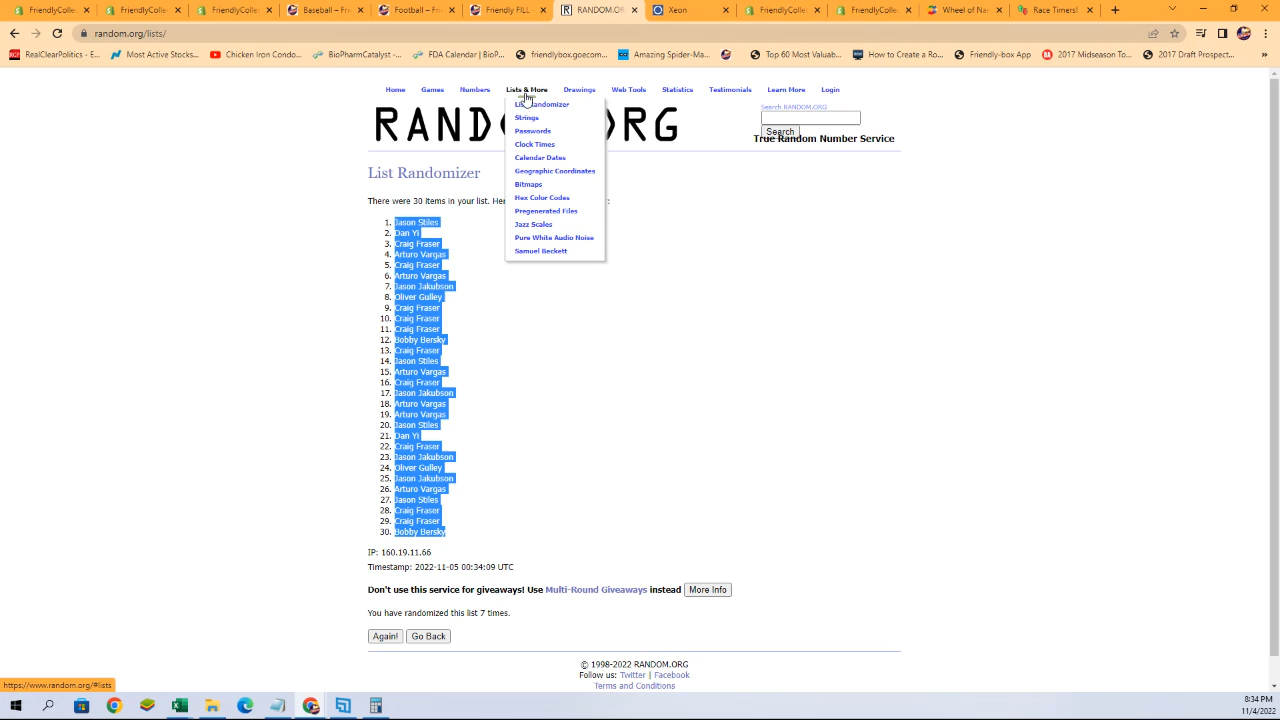 Baseball – F
Football - F
Friendly FILL -
RANDOM.OR
Xeon
Wheel of Na
Race Timers!
random.org/lists/
RealClearPolitics - E...
Most Active Stocks...
Chicken Iron Condo...
BioPharmCatalyst -...
FDA Calendar | BioP...
friendlybox.goecom...
Amazing Spider-Ma...
Top 60 Most Valuab...
How to Create a Ro...
Friendly-box App
2017 Midseason To...
2017 Draft Prospect...
Home
Games
Numbers
Lists & More
Drawings
Web Tools
Statistics
Testimonials
Learn More
Login
Strings
Passwords
Clock Times
Calendar Dates
Geographic Coordinates
Bitmaps
Hex Color Codes
Pregenerated Files
Jazz Scales
Pure White Audio Noise
Samuel Beckett
Search RANDOM.ORG
Search
True Random Number Service
List Randomizer
There were 30 items in your list. Her
1. Jason Stiles
2. Dan Yi
3. Craig Fraser
4. Arturo Vargas
5. Craig Fraser
6. Arturo Vargas
7. Jason Jakubson
8. Oliver Gulley
9. Craig Fraser
10. Craig Fraser
11. Craig Fraser
12. Bobby Bersky
13. Craig Fraser
14. Jason Stiles
15. Arturo Vargas
16. Craig Fraser
17. Jason Jakubson
18. Arturo Vargas
19. Arturo Vargas
20. Jason Stiles
21. Dan Yi
22. Craig Fraser
23. Jason Jakubson
24. Oliver Gulley
25. Jason Jakubson
26. Arturo Vargas
27. Jason Stiles
28. Craig Fraser
29. Craig Fraser
30. Bobby Bersky
IP: 160.19.11.66
Timestamp: 2022-11-05 00:34:09 UTC
Don't use this service for giveaways! Use Multi-Round Giveaways instead More Info
You have randomized this list 7 times.
Again! Go Back
© 1998-2022 RANDOM.ORG
Follow us: Twitter | Facebook
Terms and Conditions
https://www.random.org/#lists
8:34 PM
11/4/2022